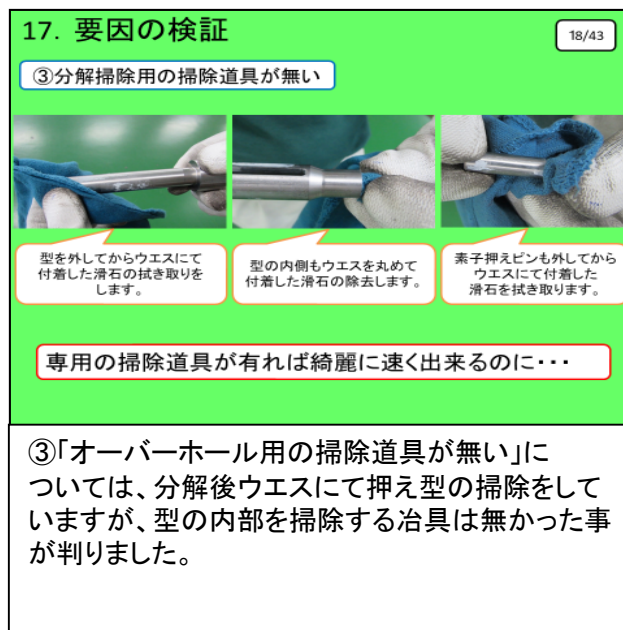 17. 要因の検証
18/43
③分解掃除用の掃除道具が無い
型を外してからウエスにて
付着した滑石の拭き取りを
します。
型の内側もウエスを丸めて
付着した滑石の除去します。
素子押えピンも外してから
ウエスにて付着した
滑石を拭き取ります。
専用の掃除道具が有れば綺麗に速く出来るのに・・・
③「オーバーホール用の掃除道具が無い」に
ついては、分解後ウエスにて押え型の掃除をして
いますが、型の内部を掃除する冶具は無かった事
が判りました。